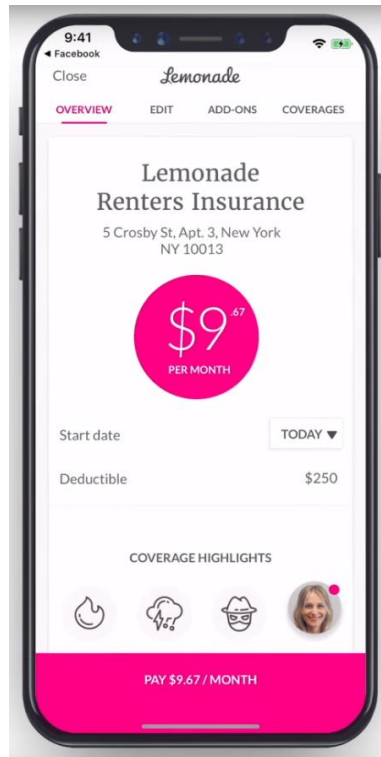 9:41
◀ Facebook
Close
Lemonade
OVERVIEW EDIT ADD-ONS COVERAGES
Lemonade
Renters Insurance
5 Crosby St, Apt. 3, New York
NY 10013
$9.67
PER MONTH
Start date TODAY ▼
Deductible $250
COVERAGE HIGHLIGHTS
PAY $9.67 / MONTH